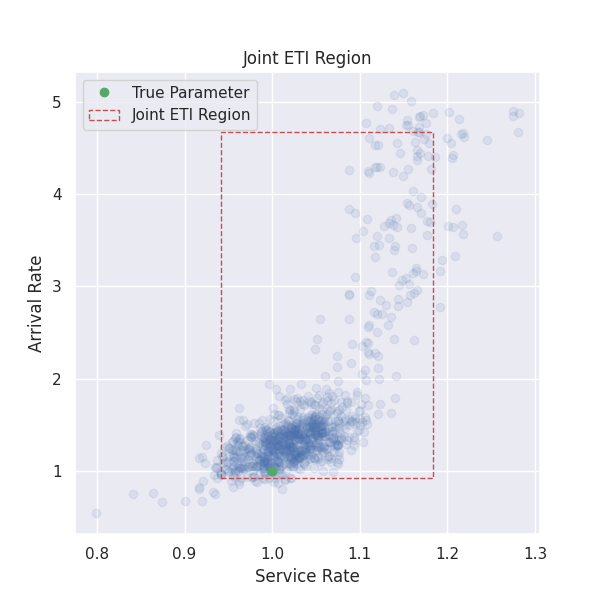 Joint ETI Region
True Parameter
Joint ETI Region
5
4
3
2
1
Arrival Rate
0.8 0.9 1.0 1.1 1.2 1.3
Service Rate